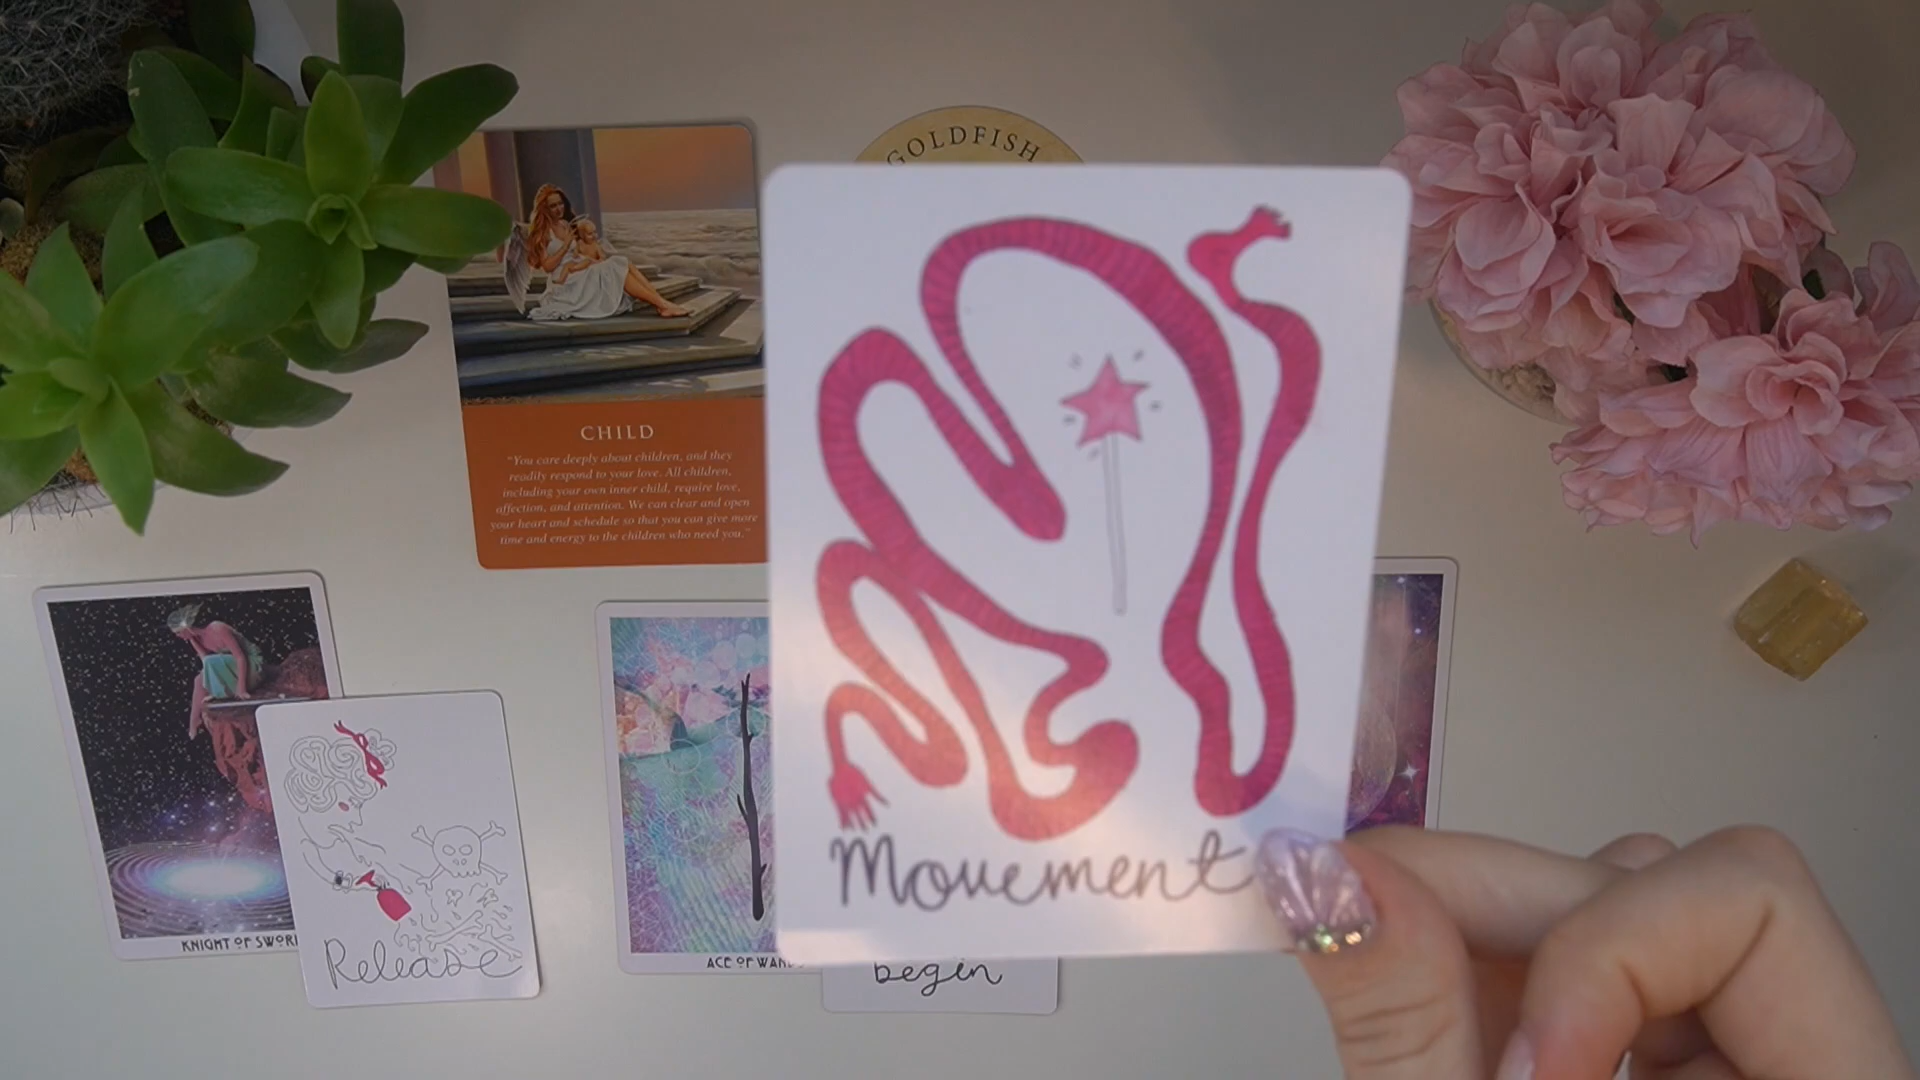 GOLDFISH
CHILD
"You care deeply about children, and they
readily respond to your love. All children,
including your own inner child, require love,
affection, and attention. We can clear and open
your heart and schedule so that you can give more
time and energy to the children who need you."
Movement
KNIGHT OF SWOR
Release
ACE OF WANDS
begin